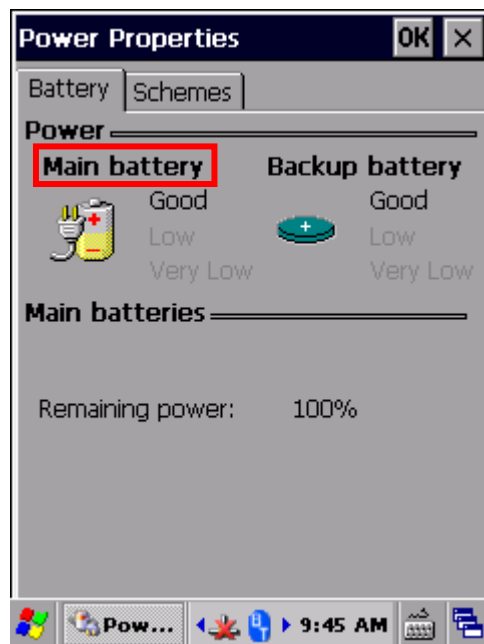 Power Properties OK ×
Battery Schemes
Power
Main battery Backup battery
Good Good
Low Low
Very Low Very Low
Main batteries
Remaining power: 100%
Pow... 9:45 AM